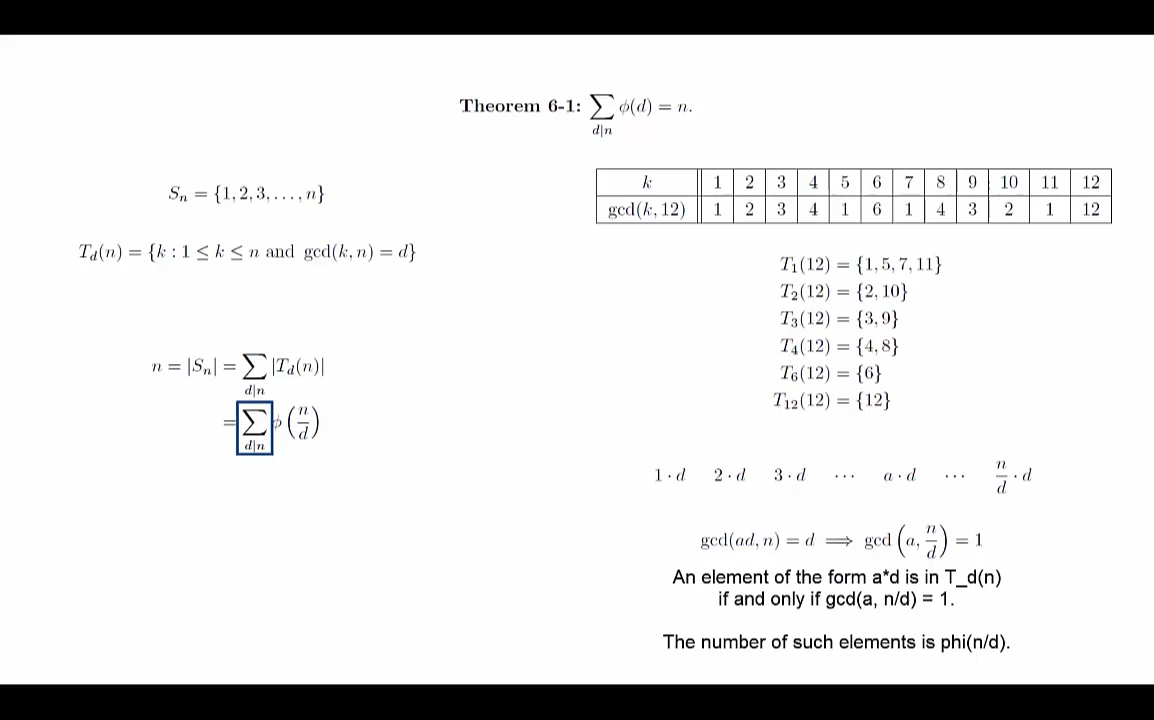 Theorem 6-1: ∑_{d|n} ϕ(d) = n.
S_n = {1, 2, 3, . . . , n}
T_d(n) = {k : 1 ≤ k ≤ n and gcd(k, n) = d}
n = |S_n| = ∑_{d|n} |T_d(n)|
= ∑_{d|n} ϕ(n/d)
k 1 2 3 4 5 6 7 8 9 10 11 12
gcd(k, 12) 1 2 3 4 1 6 1 4 3 2 1 12
T_1(12) = {1, 5, 7, 11}
T_2(12) = {2, 10}
T_3(12) = {3, 9}
T_4(12) = {4, 8}
T_6(12) = {6}
T_12(12) = {12}
1 · d 2 · d 3 · d · · · a · d · · · n/d · d
gcd(ad, n) = d ⟹ gcd(a, n/d) = 1
An element of the form a*d is in T_d(n)
if and only if gcd(a, n/d) = 1.
The number of such elements is phi(n/d).